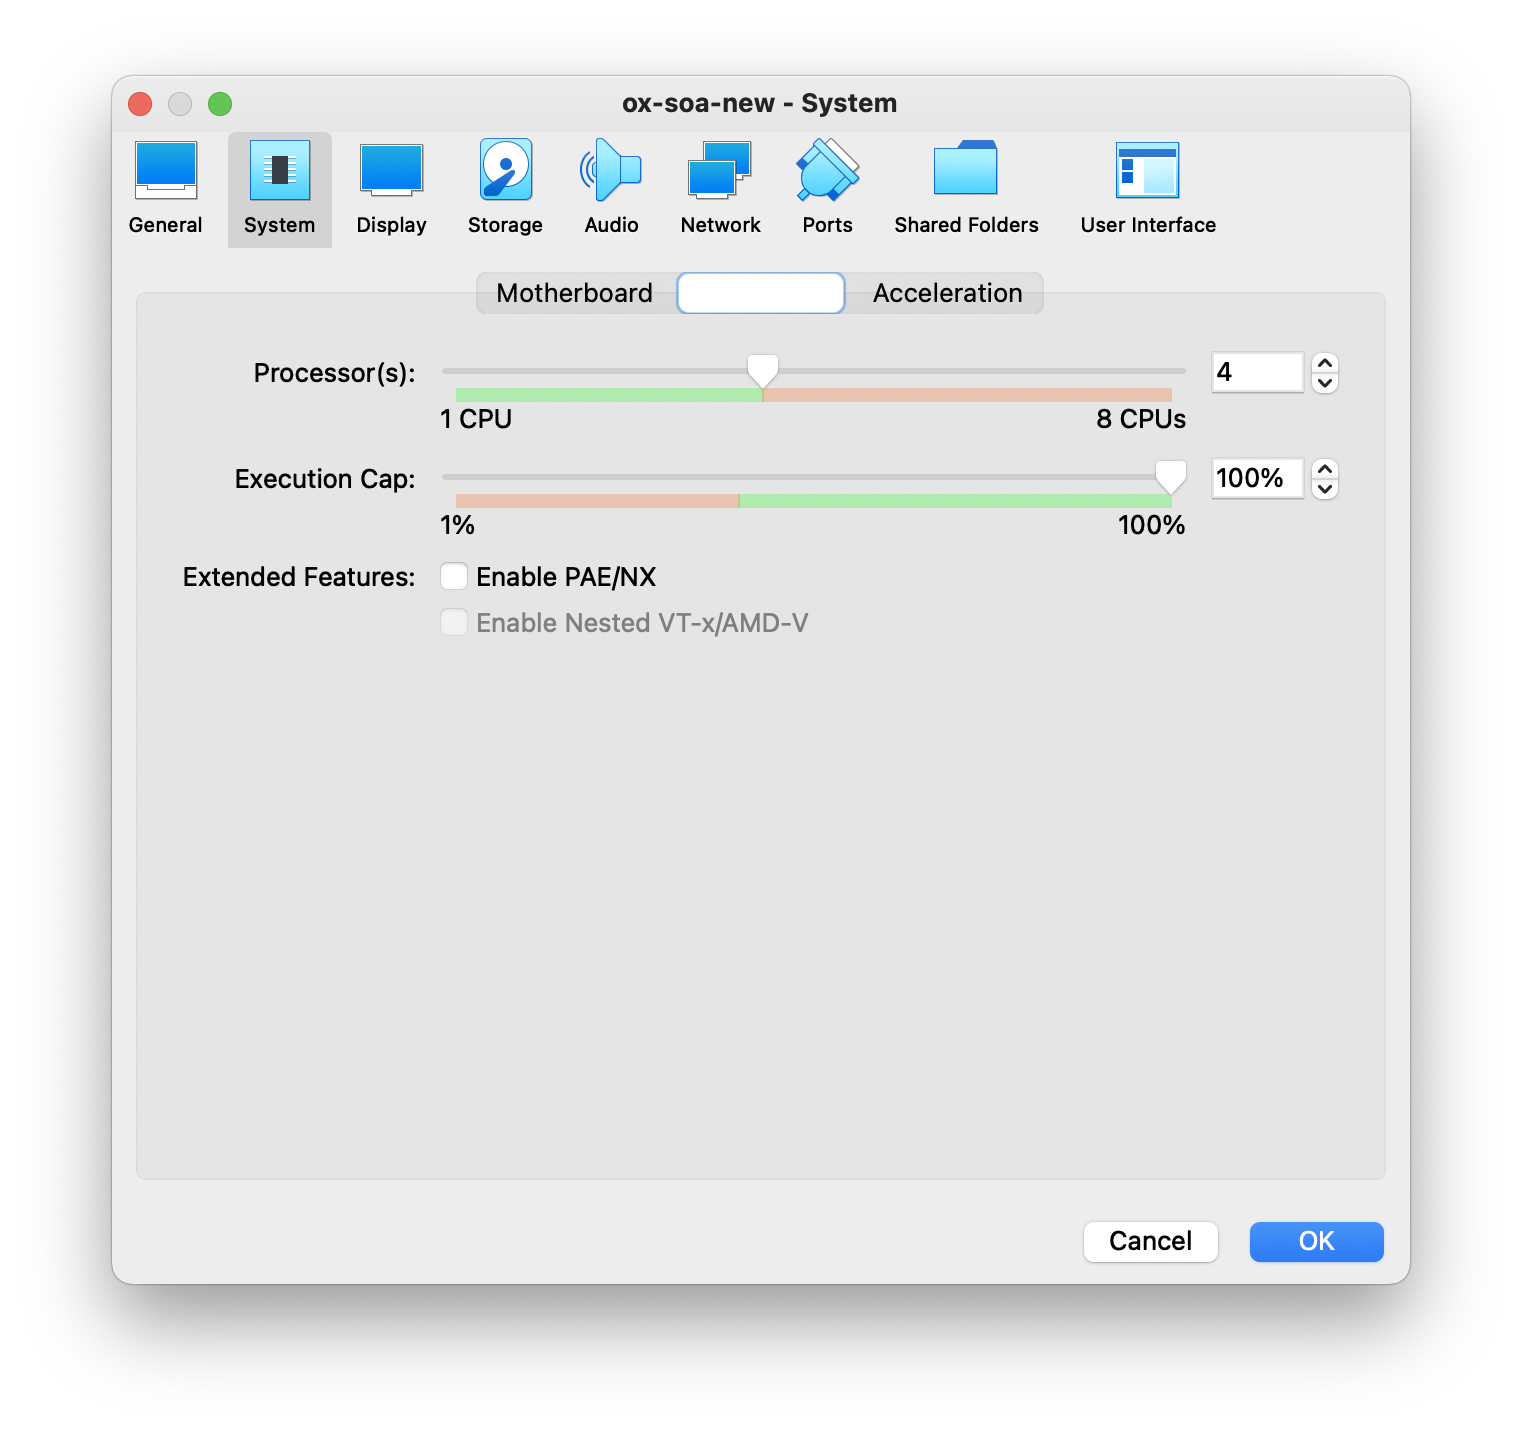 ox-soa-new - System
General System Display Storage Audio Network Ports Shared Folders User Interface
Motherboard Acceleration
Processor(s): 4
1 CPU 8 CPUs
Execution Cap: 100%
1% 100%
Extended Features: Enable PAE/NX
Enable Nested VT-x/AMD-V
Cancel OK